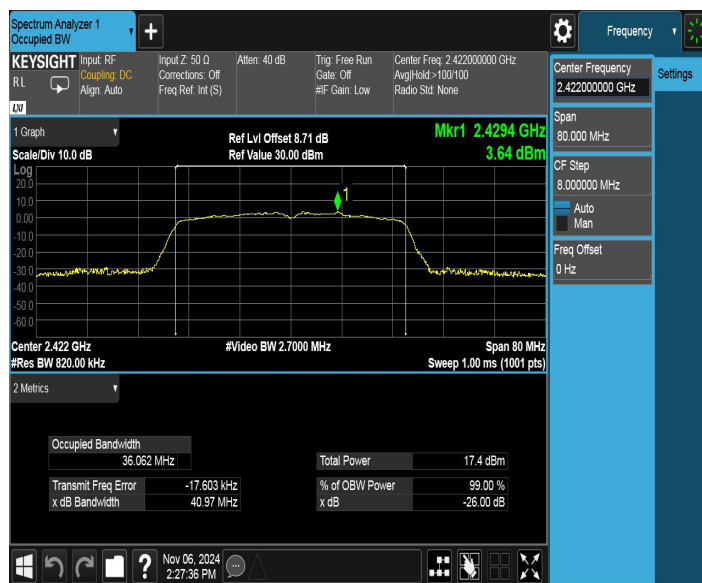 Spectrum Analyzer 1
Occupied BW
+
Frequency
KEYSIGHT
R L
LXI
Input: RF
Coupling: DC
Align: Auto
Input Z: 50 Ω
Corrections: Off
Freq Ref: Int (S)
Atten: 40 dB
Trig: Free Run
Gate: Off
#IF Gain: Low
Center Freq: 2.422000000 GHz
Avg|Hold:>100/100
Radio Std: None
Center Frequency
2.422000000 GHz
Settings
Span
80.000 MHz
CF Step
8.000000 MHz
Auto
Man
Freq Offset
0 Hz
1 Graph
Scale/Div 10.0 dB
Ref Lvl Offset 8.71 dB
Ref Value 30.00 dBm
Mkr1 2.4294 GHz
3.64 dBm
Log
20.0
10.0
0.00
-10.0
-20.0
-30.0
-40.0
-50.0
-60.0
1
Center 2.422 GHz
#Video BW 2.7000 MHz
Span 80 MHz
#Res BW 820.00 kHz
Sweep 1.00 ms (1001 pts)
2 Metrics
Occupied Bandwidth
36.062 MHz
Total Power 17.4 dBm
Transmit Freq Error -17.603 kHz
% of OBW Power 99.00 %
x dB Bandwidth 40.97 MHz
x dB -26.00 dB
?
Nov 06, 2024
2:27:36 PM